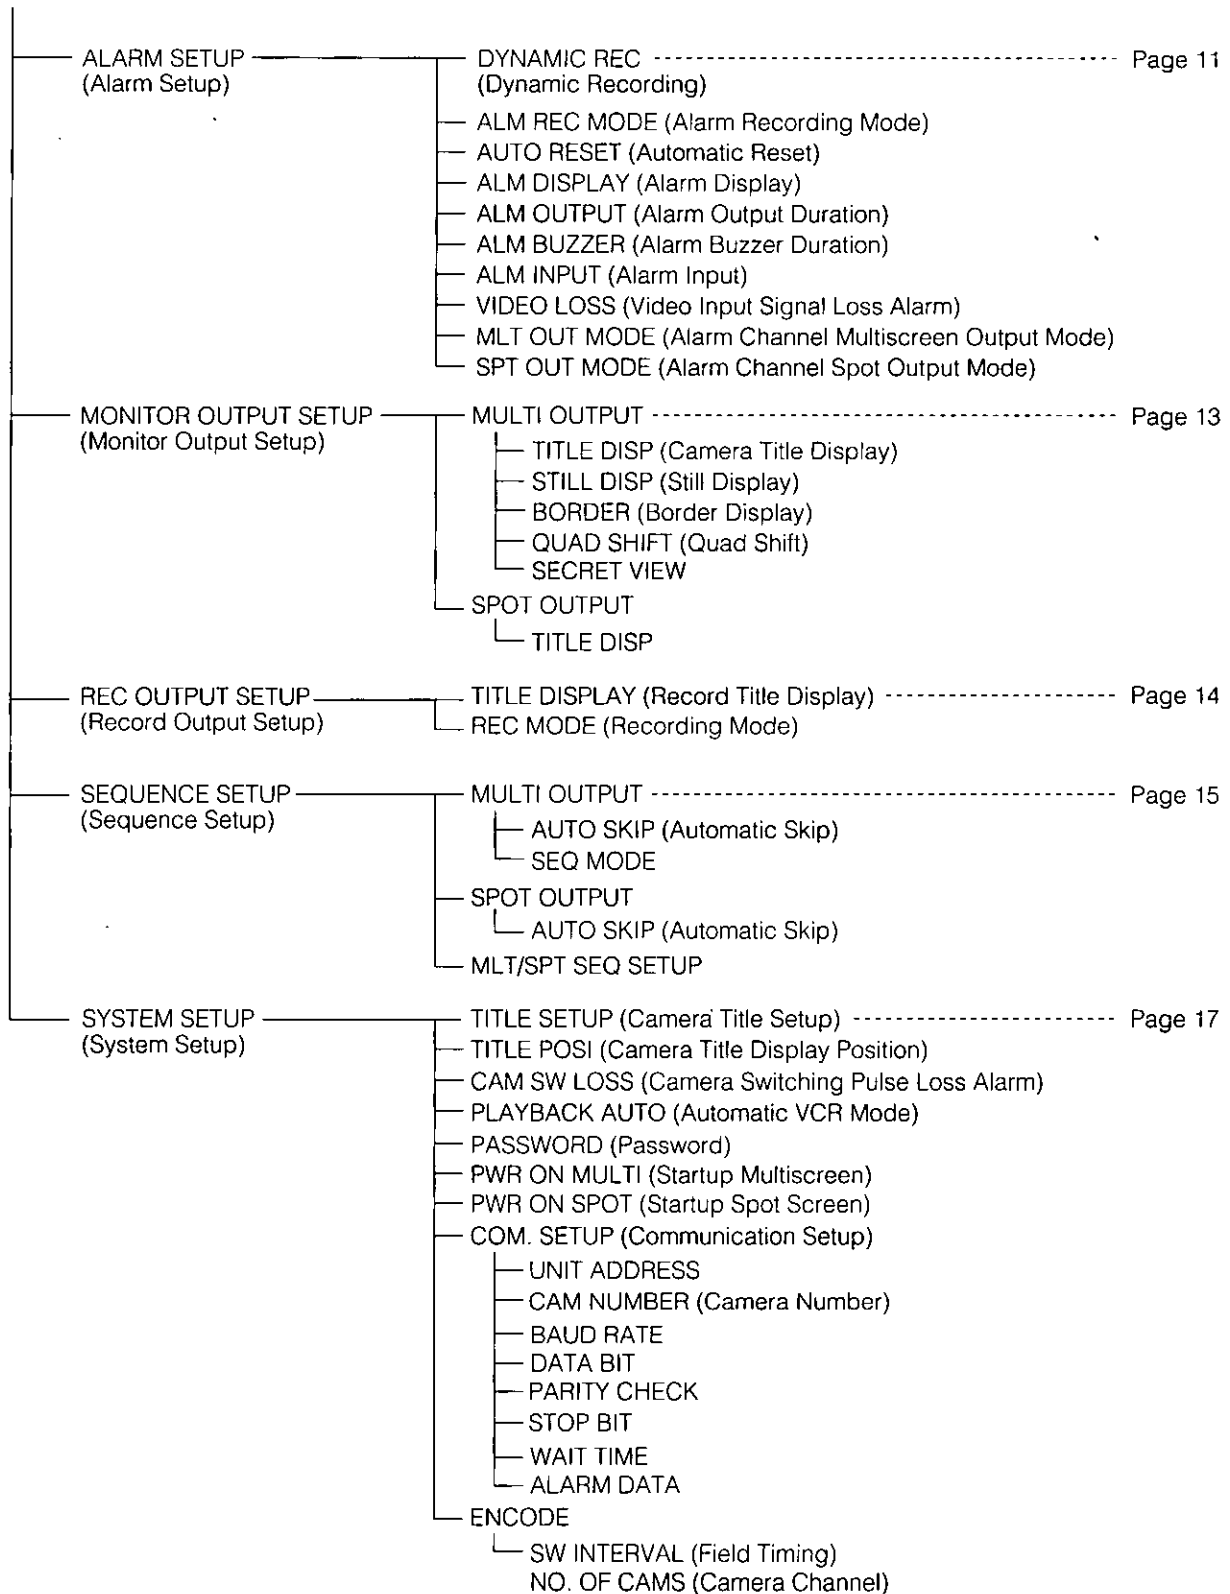 ALARM SETUP DYNAMIC REC Page 11
(Alarm Setup) (Dynamic Recording)
ALM REC MODE (Alarm Recording Mode)
AUTO RESET (Automatic Reset)
ALM DISPLAY (Alarm Display)
ALM OUTPUT (Alarm Output Duration)
ALM BUZZER (Alarm Buzzer Duration)
ALM INPUT (Alarm Input)
VIDEO LOSS (Video Input Signal Loss Alarm)
MLT OUT MODE (Alarm Channel Multiscreen Output Mode)
SPT OUT MODE (Alarm Channel Spot Output Mode)
MONITOR OUTPUT SETUP MULTI OUTPUT Page 13
(Monitor Output Setup)
TITLE DISP (Camera Title Display)
STILL DISP (Still Display)
BORDER (Border Display)
QUAD SHIFT (Quad Shift)
SECRET VIEW
SPOT OUTPUT
TITLE DISP
REC OUTPUT SETUP TITLE DISPLAY (Record Title Display) Page 14
(Record Output Setup) REC MODE (Recording Mode)
SEQUENCE SETUP MULTI OUTPUT Page 15
(Sequence Setup)
AUTO SKIP (Automatic Skip)
SEQ MODE
SPOT OUTPUT
AUTO SKIP (Automatic Skip)
MLT/SPT SEQ SETUP
SYSTEM SETUP TITLE SETUP (Camera Title Setup) Page 17
(System Setup) TITLE POSI (Camera Title Display Position)
CAM SW LOSS (Camera Switching Pulse Loss Alarm)
PLAYBACK AUTO (Automatic VCR Mode)
PASSWORD (Password)
PWR ON MULTI (Startup Multiscreen)
PWR ON SPOT (Startup Spot Screen)
COM. SETUP (Communication Setup)
UNIT ADDRESS
CAM NUMBER (Camera Number)
BAUD RATE
DATA BIT
PARITY CHECK
STOP BIT
WAIT TIME
ALARM DATA
ENCODE
SW INTERVAL (Field Timing)
NO. OF CAMS (Camera Channel)